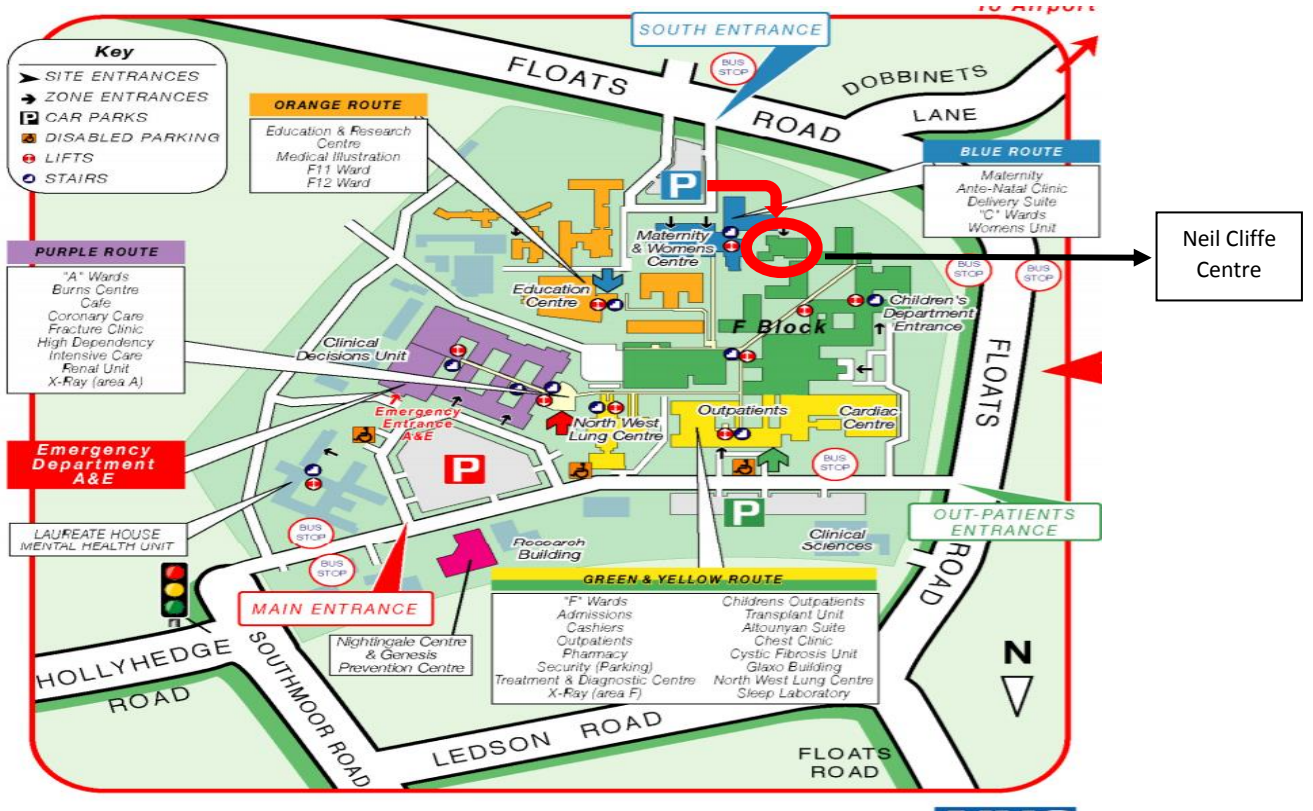 To Airport
SOUTH ENTRANCE
Key
SITE ENTRANCES
ZONE ENTRANCES
P CAR PARKS
DISABLED PARKING
LIFTS
STAIRS
FLOATS
ROAD
BUS
STOP
DOBBINETS
LANE
ORANGE ROUTE
Education & Research
Centre
Medical Illustration
F11 Ward
F12 Ward
BLUE ROUTE
Maternity
Ante-Natal Clinic
Delivery Suite
"C" Wards
Womens Unit
P
Neil Cliffe
Centre
PURPLE ROUTE
"A" Wards
Burns Centre
Cafe
Coronary Care
Fracture Clinic
High Dependency
Intensive Care
Renal Unit
X-Ray (area A)
Maternity
& Womens
Centre
BUS
STOP
BUS
STOP
Education
Centre
Children's
Department
Entrance
F Block
Clinical
Decisions Unit
FLOATS
ROAD
Emergency
Entrance
A&E
North West
Lung Centre
Outpatients
Cardiac
Centre
Emergency
Department
A&E
P
BUS
STOP
P
OUT-PATIENTS
ENTRANCE
LAUREATE HOUSE
MENTAL HEALTH UNIT
BUS
STOP
BUS
STOP
Research
Building
Clinical
Sciences
MAIN ENTRANCE
Nightingale Centre
& Genesis
Prevention Centre
GREEN & YELLOW ROUTE
"F" Wards
Admissions
Cashiers
Outpatients
Pharmacy
Security (Parking)
Treatment & Diagnostic Centre
X-Ray (area F)
Childrens Outpatients
Transplant Unit
Altounyan Suite
Chest Clinic
Cystic Fibrosis Unit
Glaxo Building
North West Lung Centre
Sleep Laboratory
N
HOLLYHEDGE
ROAD
SOUTHMOOR ROAD
LEDSON ROAD
FLOATS
ROAD